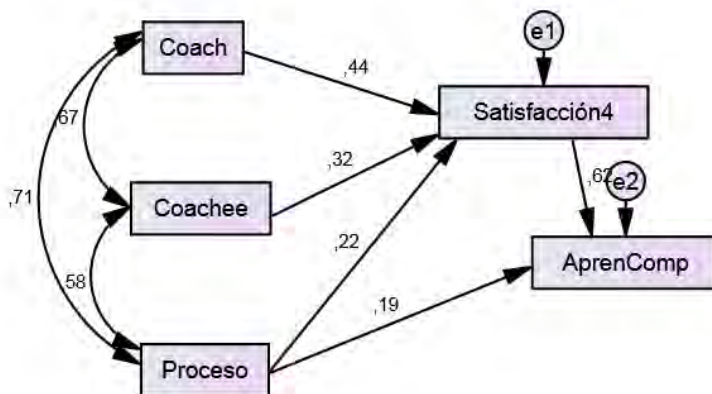 e1
Coach
,44
Satisfacción4
67
,62
e2
,32
,71
Coachee
AprenComp
,22
58
,19
Proceso